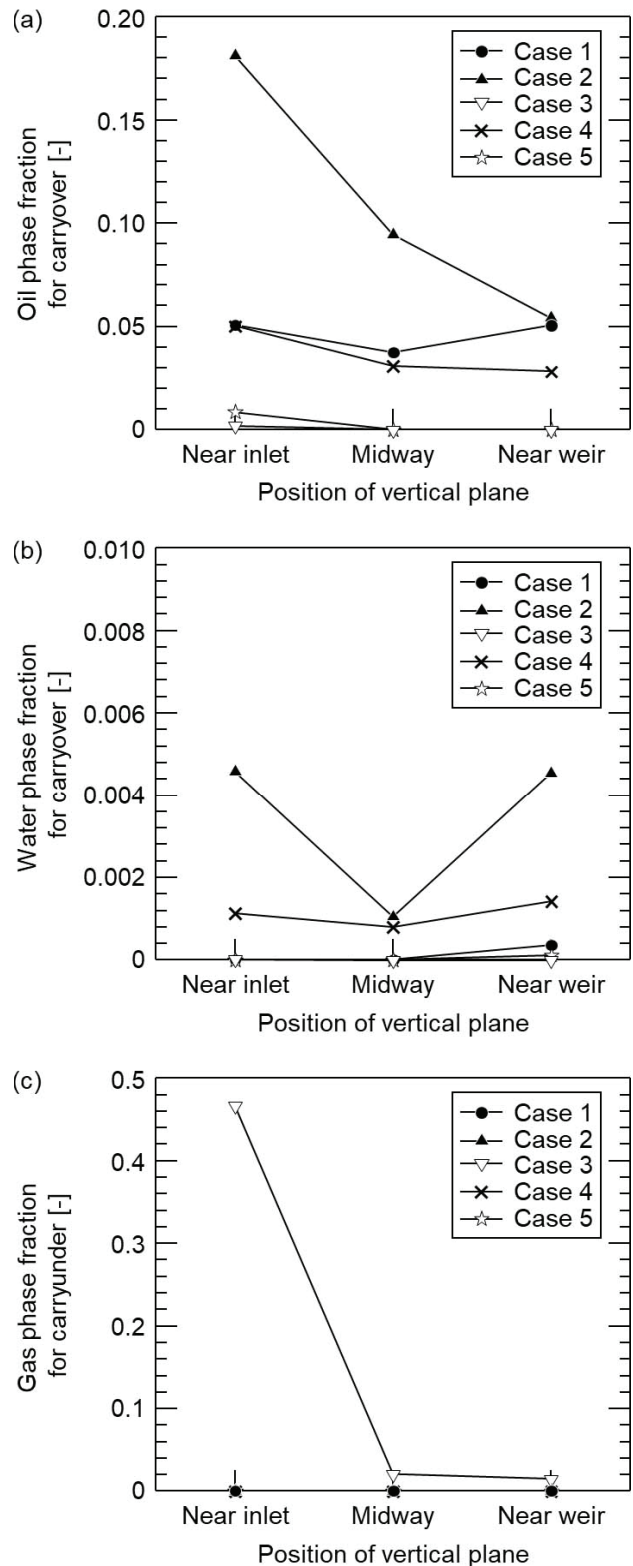 (a)
0.20
0.15
0.10
0.05
0
Oil phase fraction
for carryover [-]
Case 1
Case 2
Case 3
Case 4
Case 5
Near inlet
Midway
Near weir
Position of vertical plane
(b)
0.010
0.008
0.006
0.004
0.002
0
Water phase fraction
for carryover [-]
Case 1
Case 2
Case 3
Case 4
Case 5
Near inlet
Midway
Near weir
Position of vertical plane
(c)
0.5
0.4
0.3
0.2
0.1
0
Gas phase fraction
for carryunder [-]
Case 1
Case 2
Case 3
Case 4
Case 5
Near inlet
Midway
Near weir
Position of vertical plane